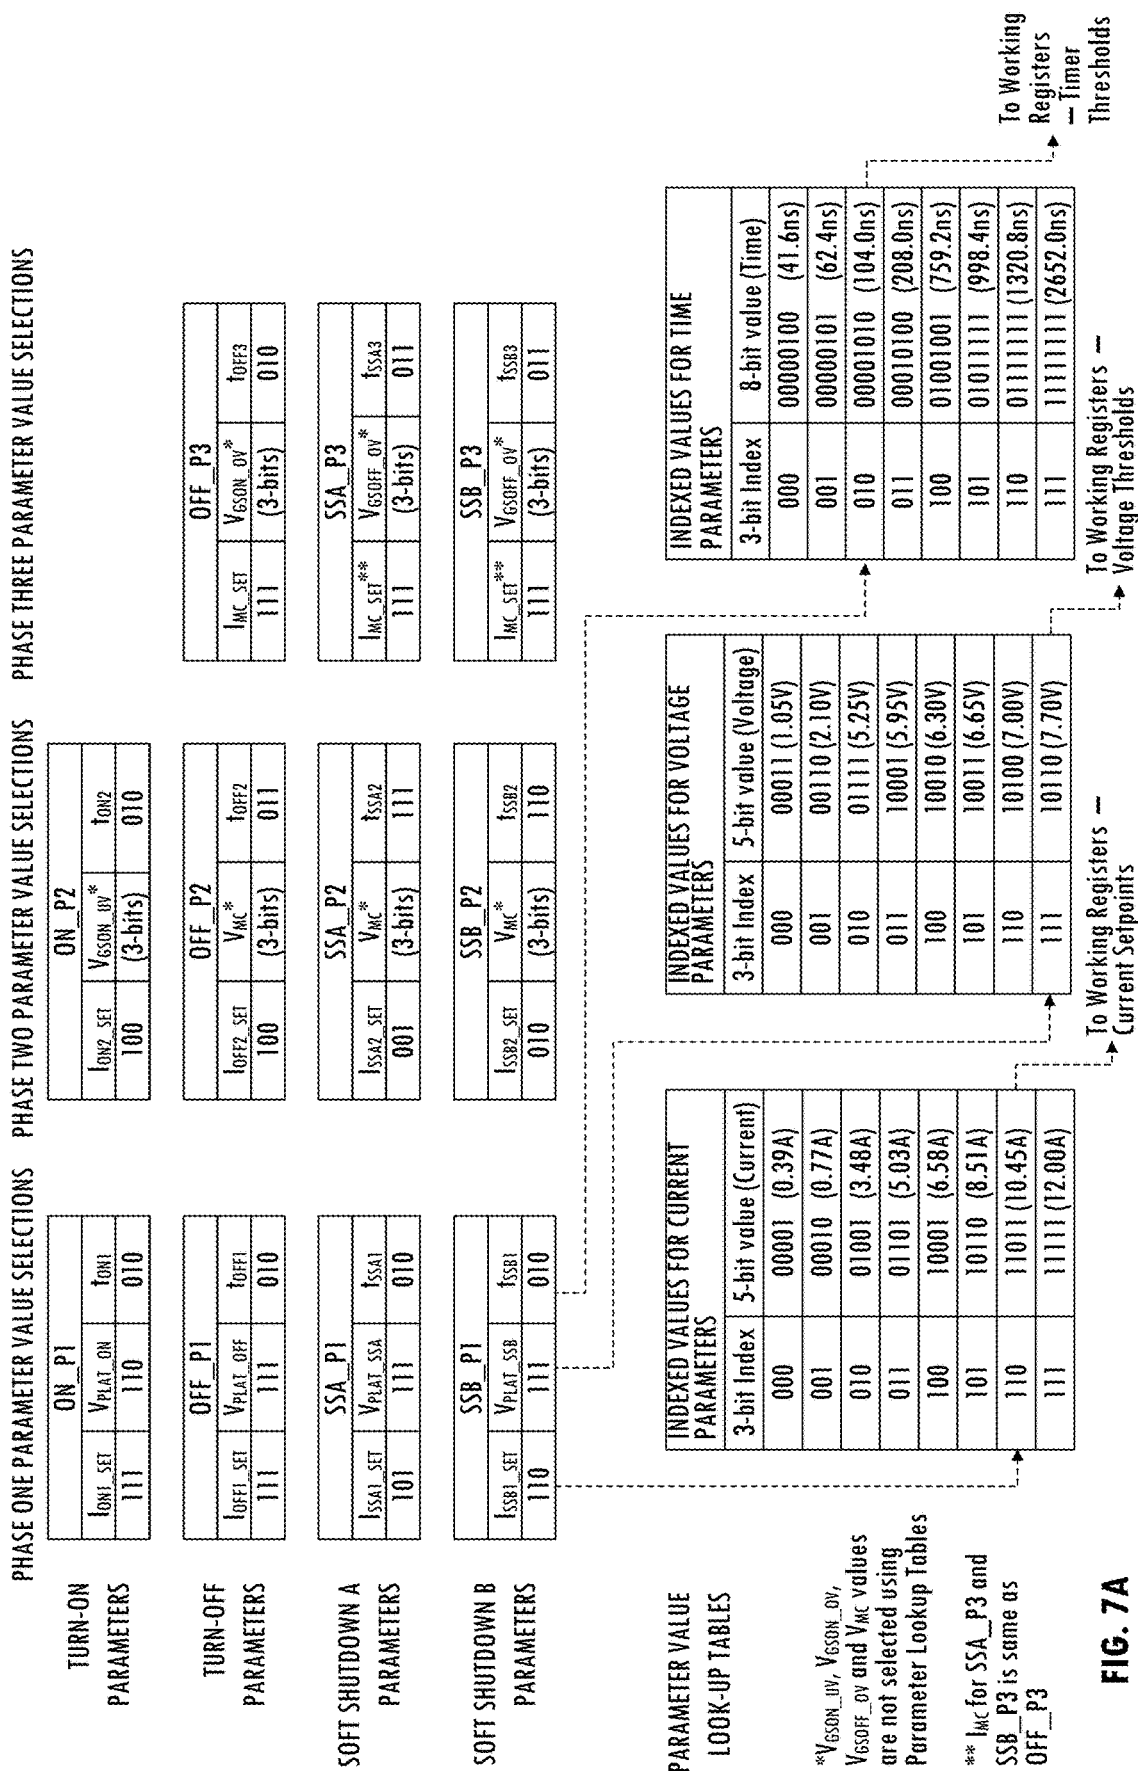 PHASE ONE PARAMETER VALUE SELECTIONS PHASE TWO PARAMETER VALUE SELECTIONS PHASE THREE PARAMETER VALUE SELECTIONS
TURN-ON
PARAMETERS
ON_P1
ION1_SET VPLAT_ON tON1
111 110 010
ON_P2
ION2_SET VGSON_UV* tON2
100 (3-bits) 010
TURN-OFF
PARAMETERS
OFF_P1
IOFF1_SET VPLAT_OFF tOFF1
111 111 010
OFF_P2
IOFF2_SET VMC* tOFF2
100 (3-bits) 011
OFF_P3
IMC_SET VGSON_OV* tOFF3
111 (3-bits) 010
SOFT SHUTDOWN A
PARAMETERS
SSA_P1
ISSA1_SET VPLAT_SSA tSSA1
101 111 010
SSA_P2
ISSA2_SET VMC* tSSA2
001 (3-bits) 111
SSA_P3
IMC_SET** VGSOFF_OV* tSSA3
111 (3-bits) 011
SOFT SHUTDOWN B
PARAMETERS
SSB_P1
ISSB1_SET VPLAT_SSB tSSB1
110 111 010
SSB_P2
ISSB2_SET VMC* tSSB2
010 (3-bits) 110
SSB_P3
IMC_SET** VGSOFF_OV* tSSB3
111 (3-bits) 011
PARAMETER VALUE
LOOK-UP TABLES
INDEXED VALUES FOR CURRENT
PARAMETERS
3-bit Index 5-bit value (Current)
000 00001 (0.39A)
001 00010 (0.77A)
010 01001 (3.48A)
011 01101 (5.03A)
100 10001 (6.58A)
101 10110 (8.51A)
110 11011 (10.45A)
111 11111 (12.00A)
To Working Registers —
Current Setpoints
INDEXED VALUES FOR VOLTAGE
PARAMETERS
3-bit Index 5-bit value (Voltage)
000 00011 (1.05V)
001 00110 (2.10V)
010 01111 (5.25V)
011 10001 (5.95V)
100 10010 (6.30V)
101 10011 (6.65V)
110 10100 (7.00V)
111 10110 (7.70V)
To Working Registers —
Voltage Thresholds
INDEXED VALUES FOR TIME
PARAMETERS
3-bit Index 8-bit value (Time)
000 00000100 (41.6ns)
001 00000101 (62.4ns)
010 00001010 (104.0ns)
011 00010100 (208.0ns)
100 01001001 (759.2ns)
101 01011111 (998.4ns)
110 01111111 (1320.8ns)
111 11111111 (2652.0ns)
To Working
Registers
— Timer
Thresholds
*VGSON_UV, VGSON_OV,
VGSOFF_OV and VMC values
are not selected using
Parameter Lookup Tables
** IMC for SSA_P3 and
SSB_P3 is same as
OFF_P3
FIG. 7A